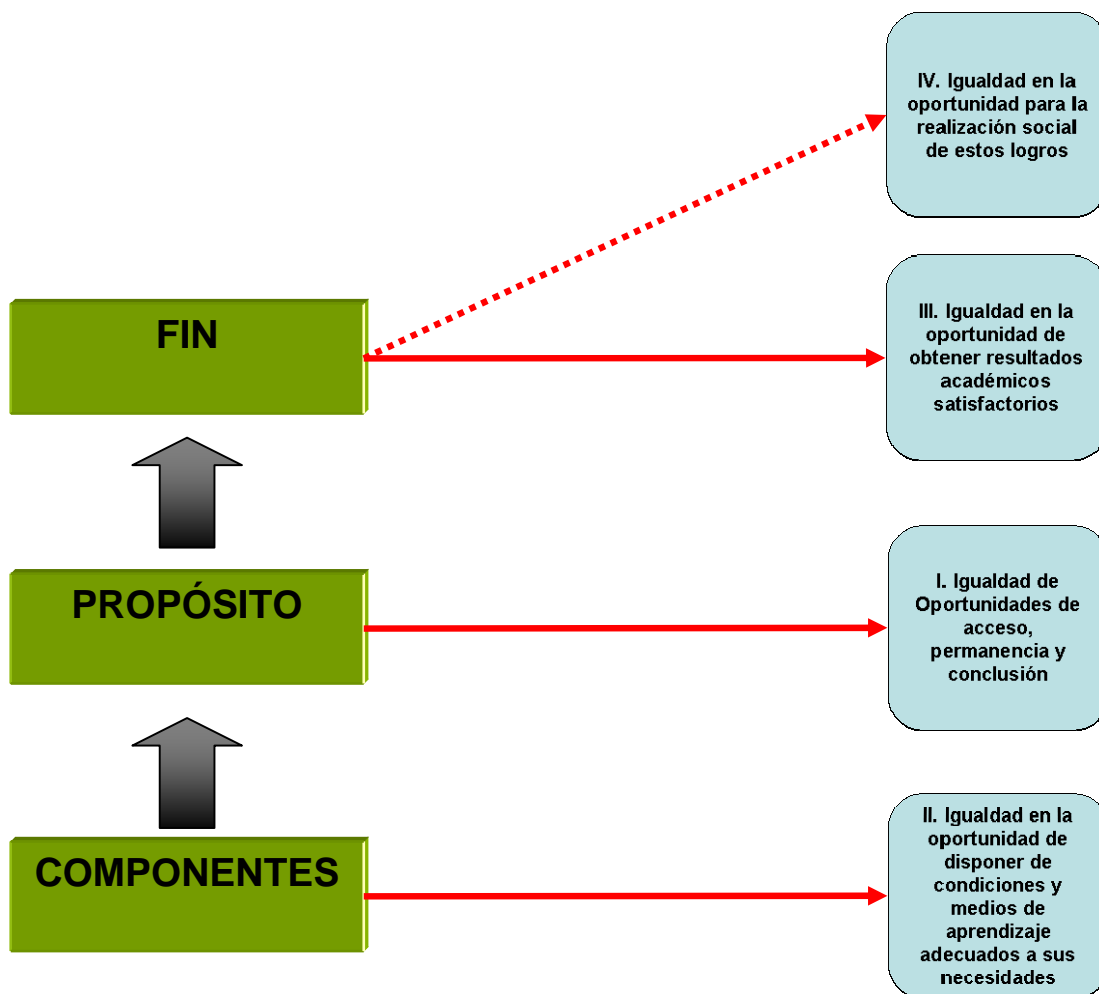 IV. Igualdad en la
oportunidad para la
realización social
de estos logros
FIN
III. Igualdad en la
oportunidad de
obtener resultados
académicos
satisfactorios
PROPÓSITO
I. Igualdad de
Oportunidades de
acceso,
permanencia y
conclusión
COMPONENTES
II. Igualdad en la
oportunidad de
disponer de
condiciones y
medios de
aprendizaje
adecuados a sus
necesidades